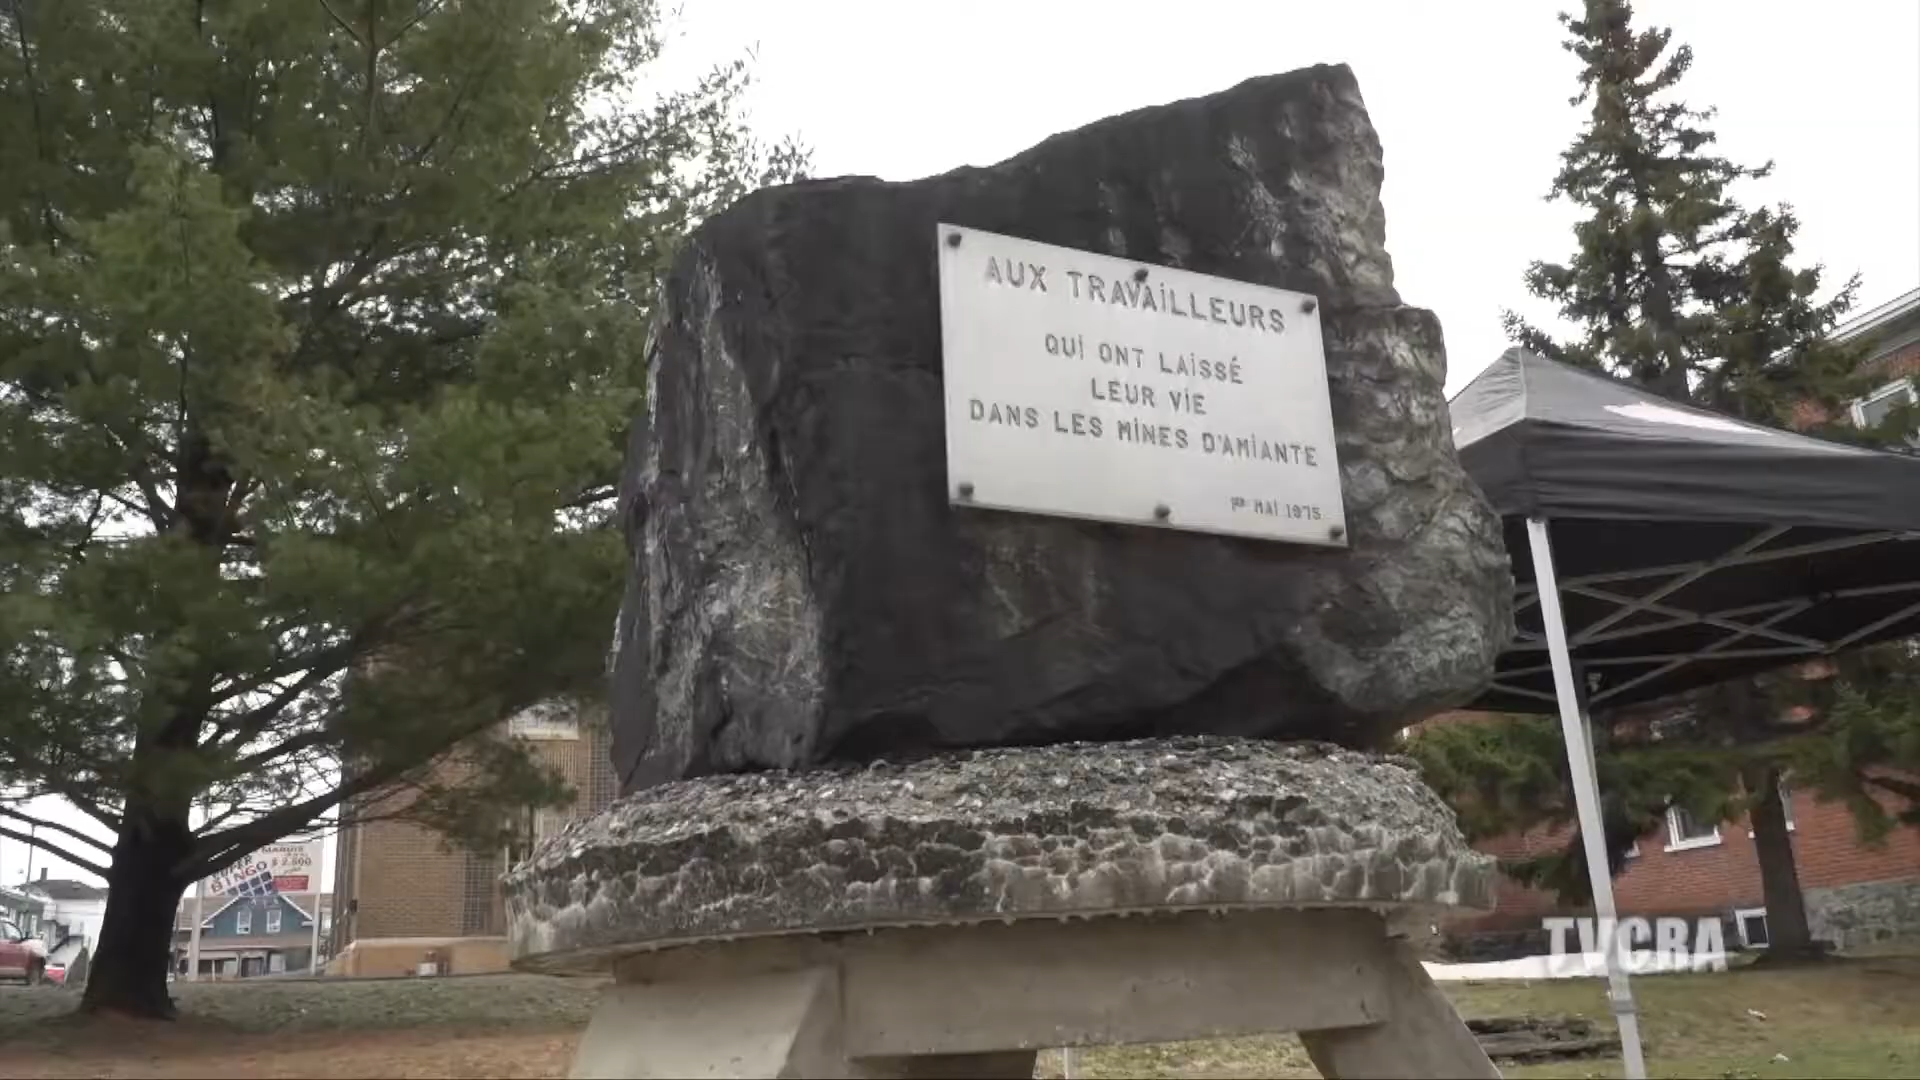 AUX TRAVAILLEURS
QUI ONT LAISSÉ
LEUR VIE
DANS LES MINES D'AMIANTE
1ER MAI 1975
BINGO
TVCRA